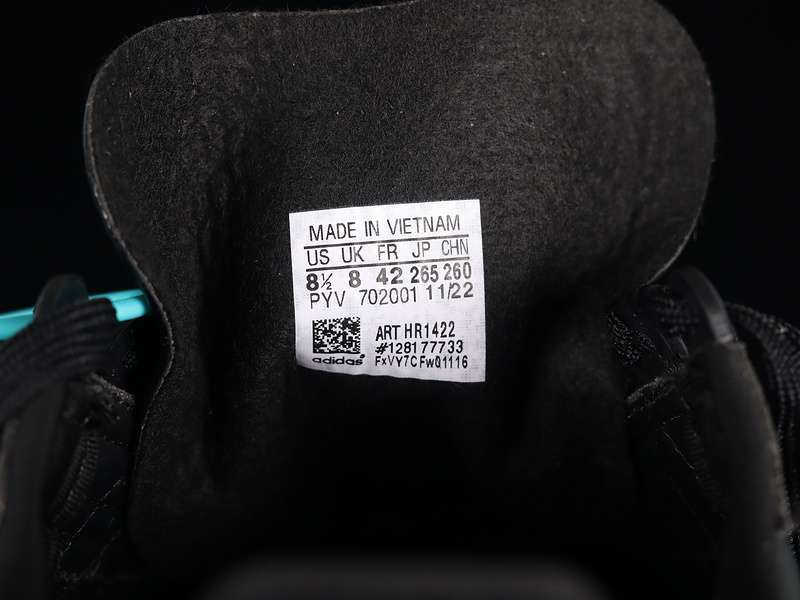 MADE IN VIETNAM
US UK FR JP CHN
8½ 8 42 265 260
PYV 702001 11/22
ART HR1422
#128177733
adidas FxVY7CFwQ1116